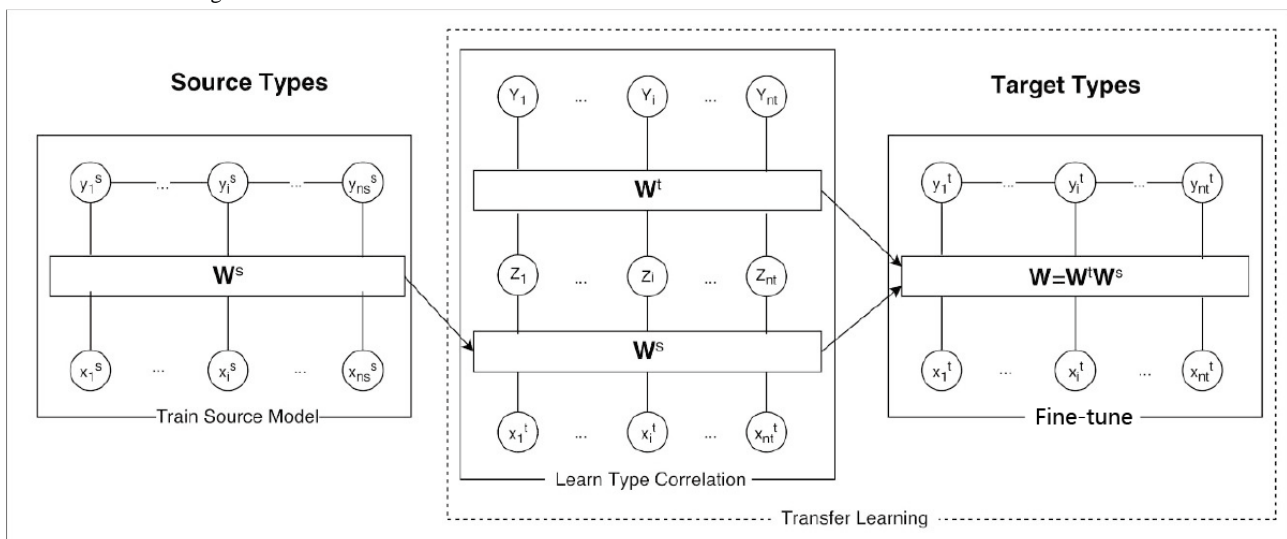 Source Types
y₁ˢ ... yᵢˢ ... yₙₛˢ
Wˢ
x₁ˢ ... xᵢˢ ... xₙₛˢ
Train Source Model
Y₁ ... Yᵢ ... Yₙₜ
Wᵗ
Z₁ ... Zᵢ ... Zₙₜ
Wˢ
x₁ᵗ ... xᵢᵗ ... xₙₜᵗ
Learn Type Correlation
Target Types
y₁ᵗ ... yᵢᵗ ... yₙₜᵗ
W=WᵗWˢ
x₁ᵗ ... xᵢᵗ ... xₙₜᵗ
Fine-tune
Transfer Learning